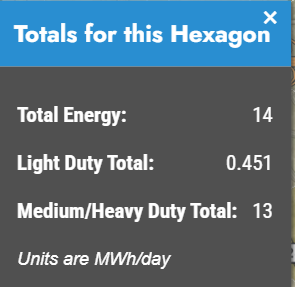 Totals for this Hexagon ×
Total Energy: 14
Light Duty Total: 0.451
Medium/Heavy Duty Total: 13
Units are MWh/day